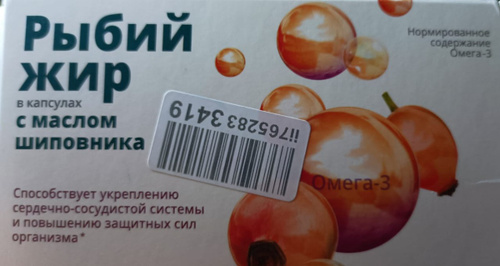 Рыбий
жир
в капсулах
с маслом
шиповника
Нормированное
содержание
Омега-3
ii765283 3419
Омега-3
Способствует укреплению
сердечно-сосудистой системы
и повышению защитных сил
организма*